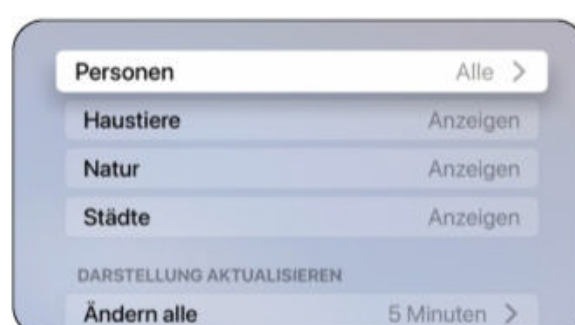 Personen Alle >
Haustiere Anzeigen
Natur Anzeigen
Städte Anzeigen
DARSTELLUNG AKTUALISIEREN
Ändern alle 5 Minuten >